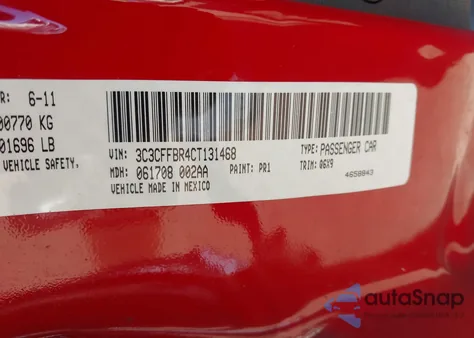 R: 6-11
00770 KG
01696 LB
VEHICLE SAFETY.
VIN: 3C3CFFBR4CT131468
TYPE: PASSENGER CAR
MDH: 061708 002AA
PAINT: PR1
TRIM: 06X9
VEHICLE MADE IN MEXICO
4658843
autoSnap